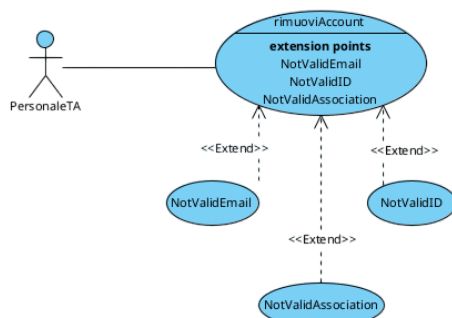 rimuoviAccount
extension points
NotValidEmail
NotValidID
NotValidAssociation
PersonaleTA
<<Extend>>
<<Extend>>
NotValidEmail
NotValidID
<<Extend>>
NotValidAssociation